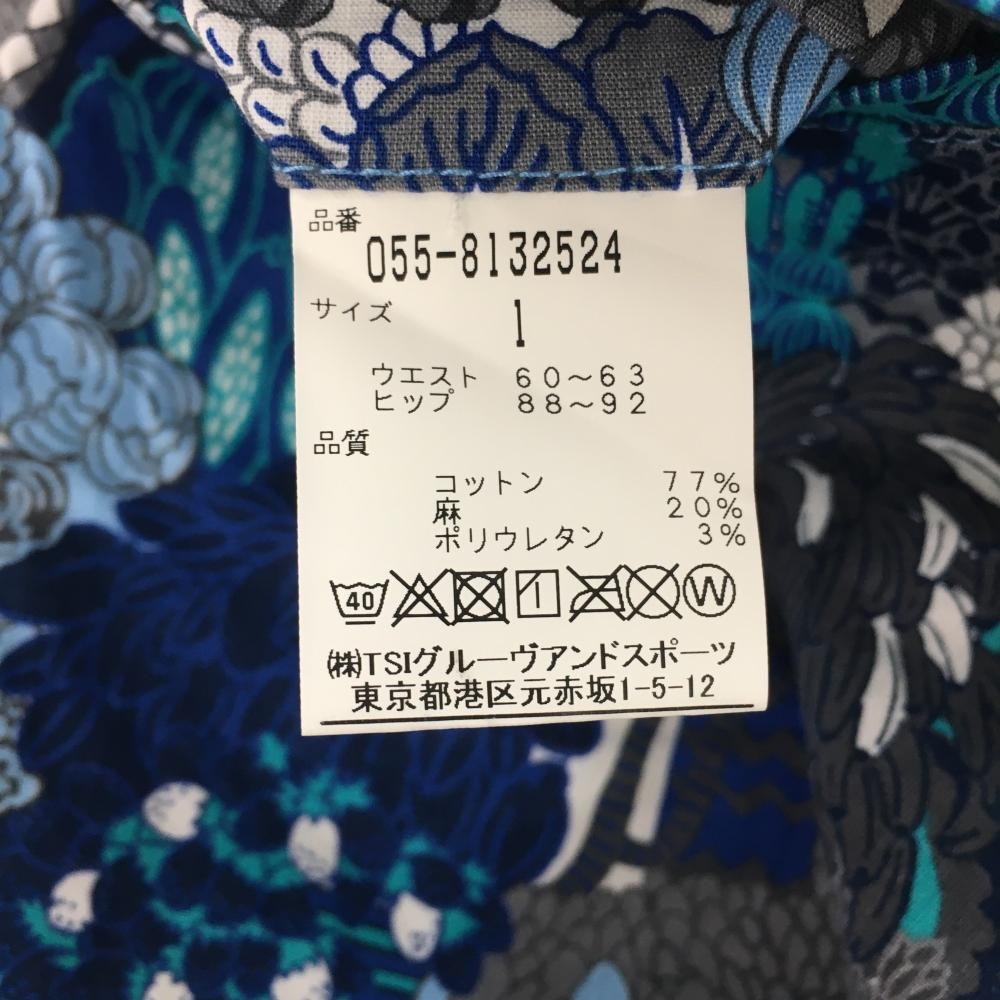 品番
055-8132524
サイズ 1
ウエスト 60～63
ヒップ 88～92
品質
コットン 77%
麻 20%
ポリウレタン 3%
40 1 W
㈱TSIグルーヴアンドスポーツ
東京都港区元赤坂1-5-12